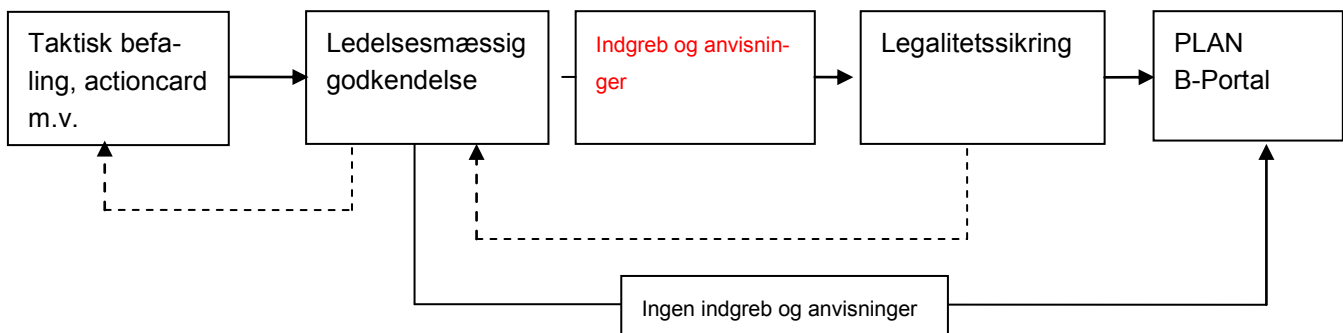 Taktisk befa-
ling, actioncard
m.v.
Ledelsesmæssig
godkendelse
Indgreb og anvisnin-
ger
Legalitetssikring
PLAN
B-Portal
Ingen indgreb og anvisninger